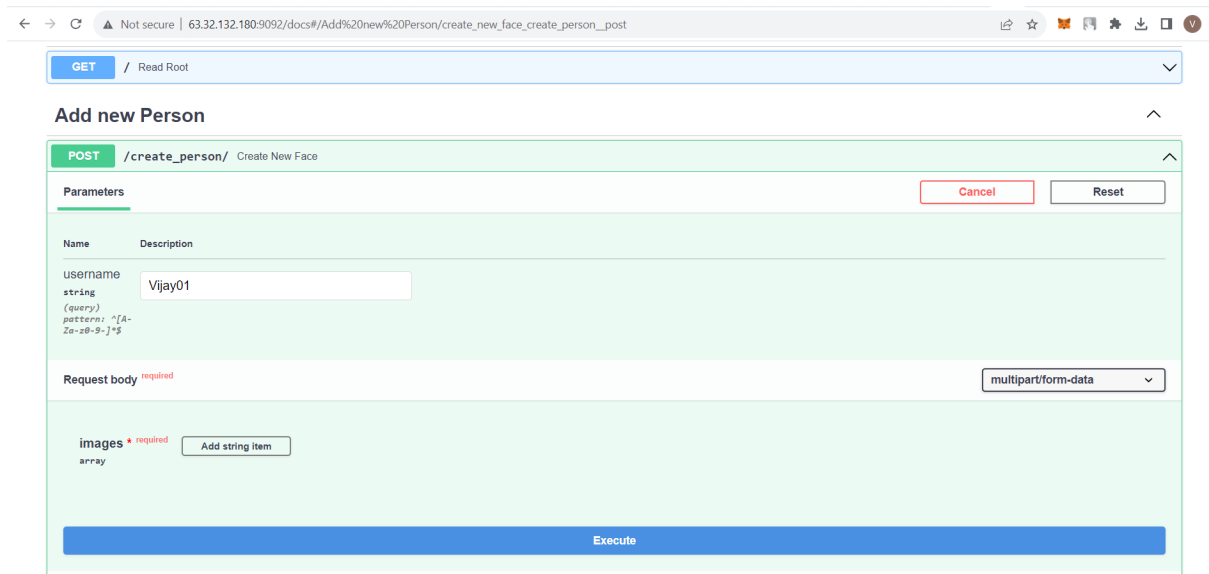 Not secure | 63.32.132.180:9092/docs#/Add%20new%20Person/create_new_face_create_person__post
V
GET / Read Root
Add new Person
POST /create_person/ Create New Face
Parameters
Cancel
Reset
Name Description
username
string
(query)
pattern: ^[A-
Za-z0-9-]*$
Vijay01
Request body required
multipart/form-data
images * required
array
Add string item
Execute